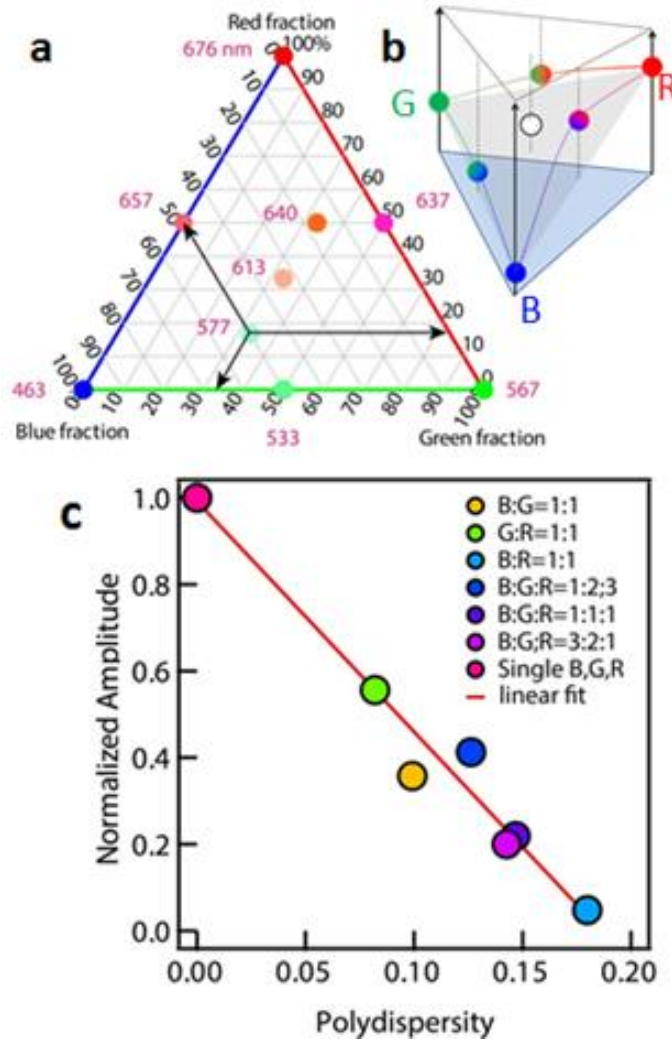 a
Red fraction
676 nm
0
100%
10
90
20
80
30
70
40
60
657
50
640
50
637
60
40
613
70
30
80
577
20
90
10
463
100
0
567
0
10
20
30
40
50
60
70
80
90
100
Blue fraction
533
Green fraction
b
G
R
B
c
Normalized Amplitude
1.0
0.8
0.6
0.4
0.2
0.0
B:G=1:1
G:R=1:1
B:R=1:1
B:G:R=1:2;3
B:G:R=1:1:1
B:G;R=3:2:1
Single B,G,R
linear fit
0.00
0.05
0.10
0.15
0.20
Polydispersity